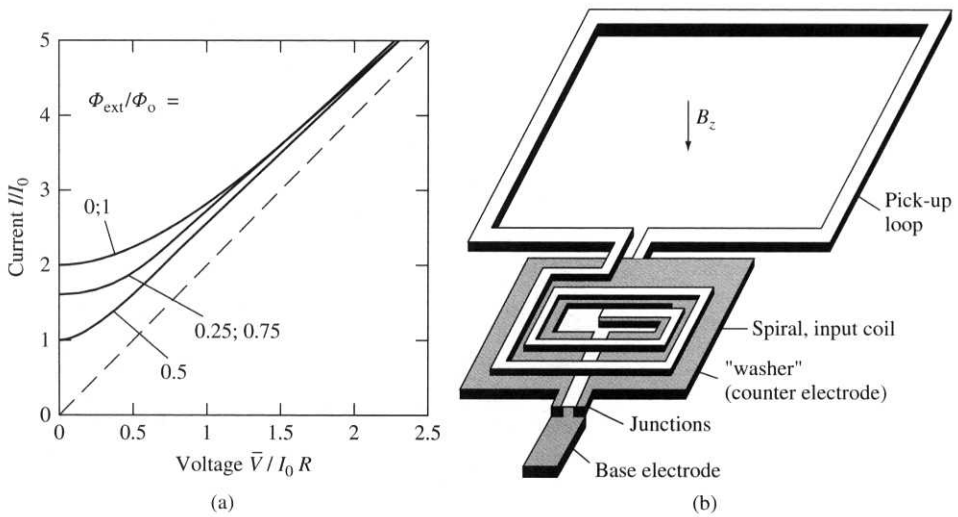 5
4
3
2
1
0
Current I/I₀
Φext/Φo =
0;1
0.25; 0.75
0.5
0
0.5
1
1.5
2
2.5
Voltage V̄ / I₀ R
(a)
Bz
Pick-up
loop
Spiral, input coil
"washer"
(counter electrode)
Junctions
Base electrode
(b)